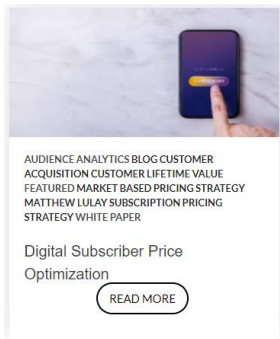 AUDIENCE ANALYTICS BLOG CUSTOMER
ACQUISITION CUSTOMER LIFETIME VALUE
FEATURED MARKET BASED PRICING STRATEGY
MATTHEW LULAY SUBSCRIPTION PRICING
STRATEGY WHITE PAPER
Digital Subscriber Price
Optimization
READ MORE